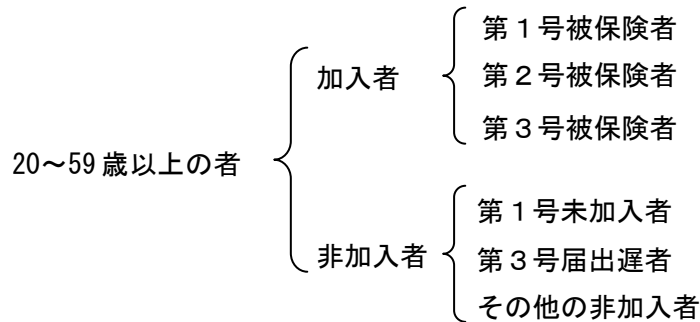 20～59歳以上の者
加入者
第１号被保険者
第２号被保険者
第３号被保険者
非加入者
第１号未加入者
第３号届出遅者
その他の非加入者